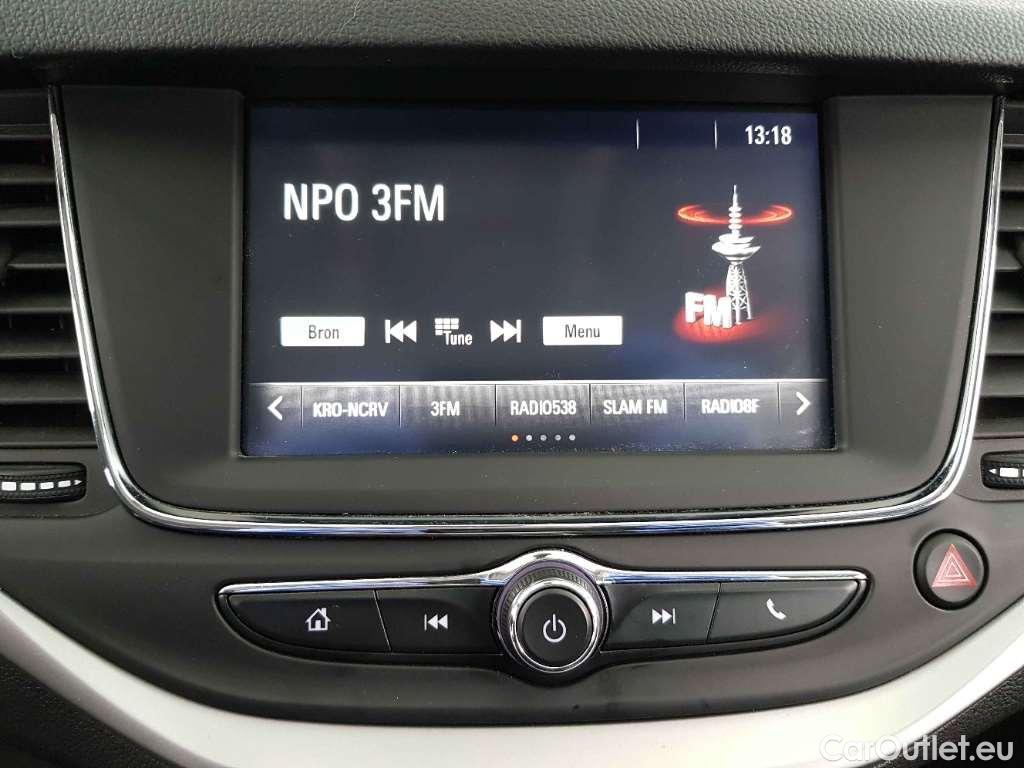 13:18
NPO 3FM
FM
Bron Tune Menu
KRO-NCRV 3FM RADIO538 SLAM FM RADIO8F
CarOutlet.eu